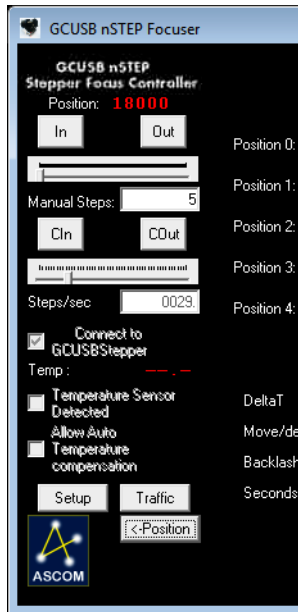 GCUSB nSTEP Focuser
GCUSB nSTEP
Stepper Focus Controller
Position: 18000
In Out
Manual Steps: 5
CIn COut
Steps/sec 0029.
Connect to
GCUSBStepper
Temp : --.-
Temperature Sensor
Detected
Allow Auto
Temperature
compensation
Setup Traffic
<-Position
ASCOM
Position 0:
Position 1:
Position 2:
Position 3:
Position 4:
DeltaT
Move/de
Backlash
Seconds